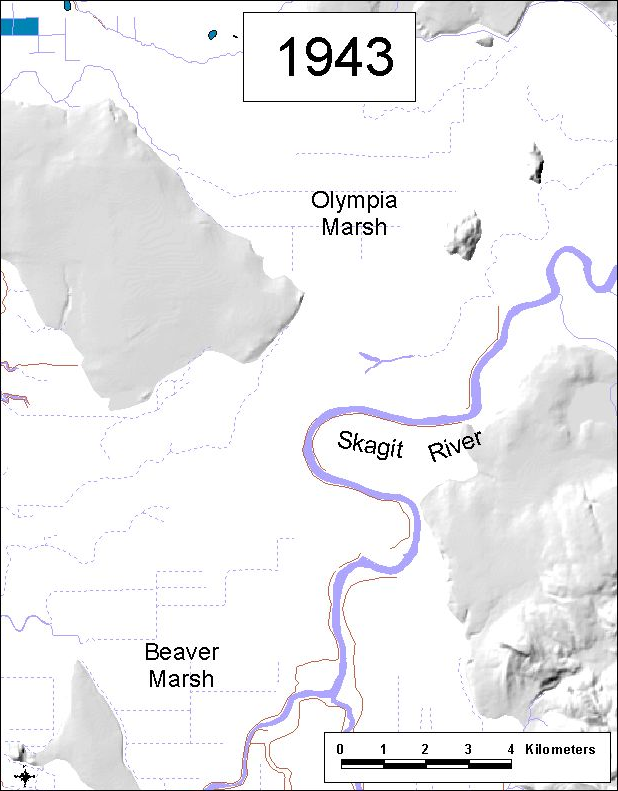 1943
Olympia
Marsh
Skagit River
Beaver
Marsh
0 1 2 3 4 Kilometers